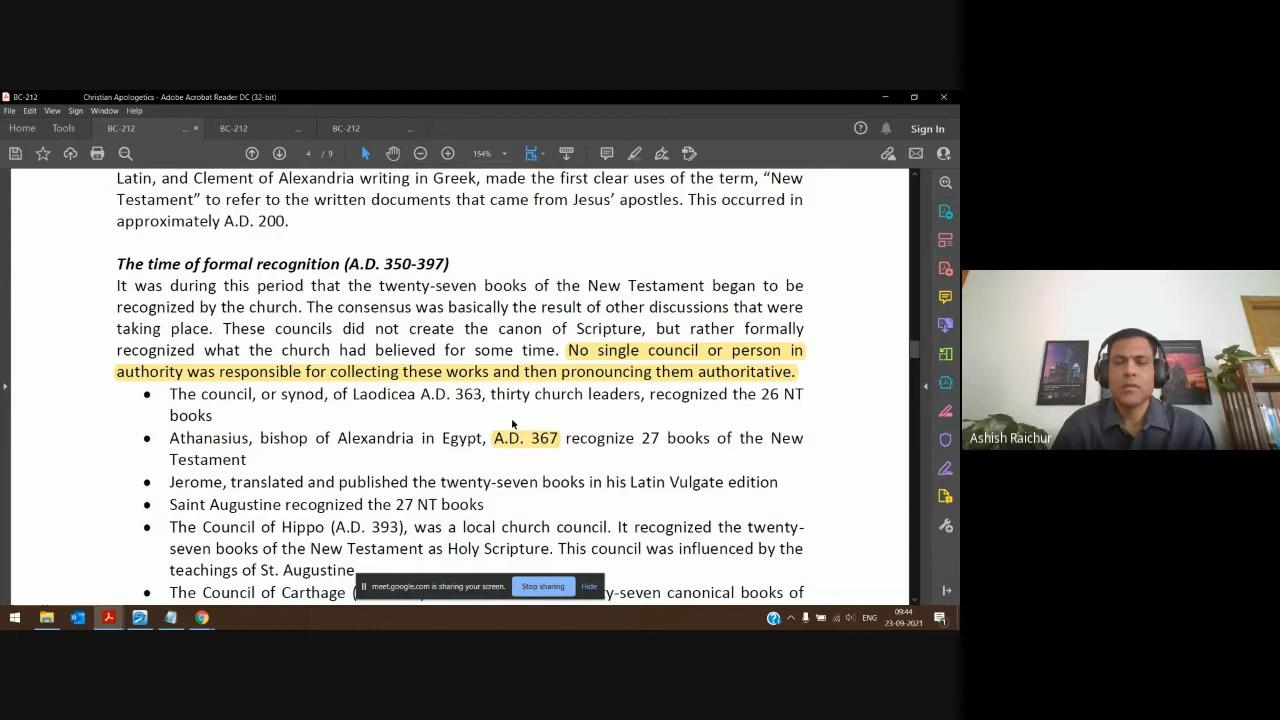 BC-212 Christian Apologetics - Adobe Acrobat Reader DC (32-bit)
File Edit View Sign Window Help
Home Tools BC-212 ... × BC-212 ... BC-212 ... Sign In
4 / 9 154%
Latin, and Clement of Alexandria writing in Greek, made the first clear uses of the term, “New
Testament” to refer to the written documents that came from Jesus’ apostles. This occurred in
approximately A.D. 200.
The time of formal recognition (A.D. 350-397)
It was during this period that the twenty-seven books of the New Testament began to be
recognized by the church. The consensus was basically the result of other discussions that were
taking place. These councils did not create the canon of Scripture, but rather formally
recognized what the church had believed for some time. No single council or person in
authority was responsible for collecting these works and then pronouncing them authoritative.
• The council, or synod, of Laodicea A.D. 363, thirty church leaders, recognized the 26 NT
books
• Athanasius, bishop of Alexandria in Egypt, A.D. 367 recognize 27 books of the New
Testament
• Jerome, translated and published the twenty-seven books in his Latin Vulgate edition
• Saint Augustine recognized the 27 NT books
• The Council of Hippo (A.D. 393), was a local church council. It recognized the twenty-
seven books of the New Testament as Holy Scripture. This council was influenced by the
teachings of St. Augustine
• The Council of Carthage ( y-seven canonical books of
meet.google.com is sharing your screen. Stop sharing Hide
ENG 09:44
23-09-2021
Ashish Raichur